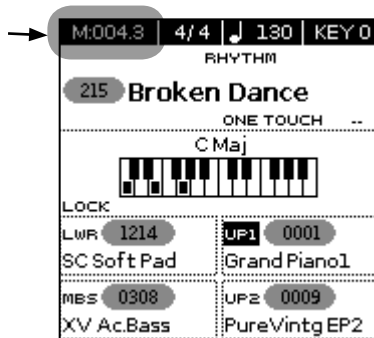 M:004.3 4/4 ♩ 130 KEY 0
RHYTHM
215 Broken Dance
ONE TOUCH --
C Maj
LOCK
LWR 1214 UP1 0001
SC Soft Pad Grand Piano1
MBS 0308 UP2 0009
XV Ac.Bass PureVintg EP2